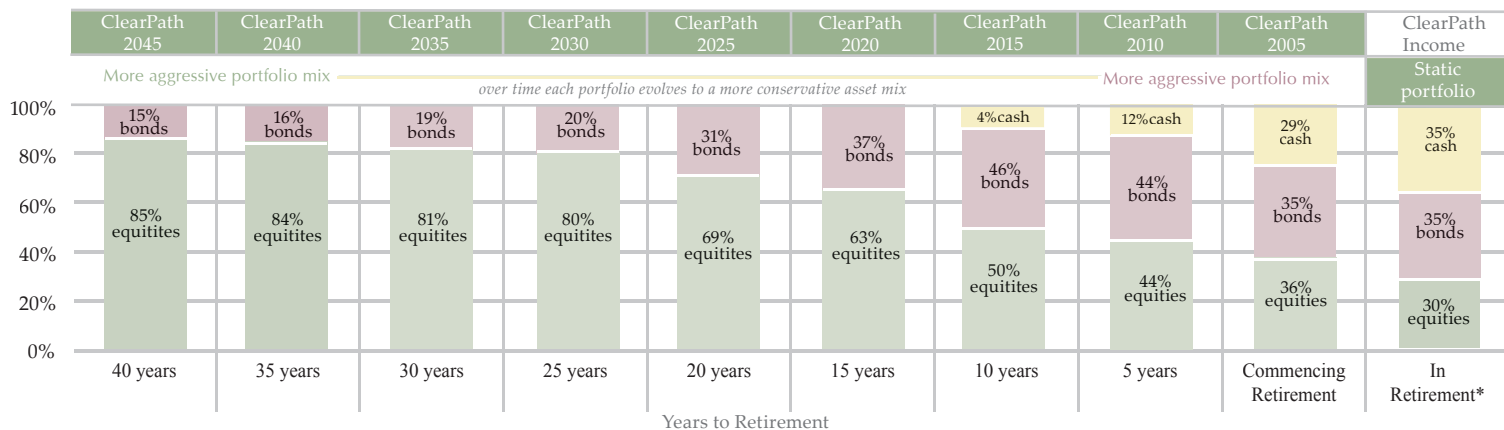 ClearPath
2045
ClearPath
2040
ClearPath
2035
ClearPath
2030
ClearPath
2025
ClearPath
2020
ClearPath
2015
ClearPath
2010
ClearPath
2005
ClearPath
Income
More aggressive portfolio mix
over time each portfolio evolves to a more conservative asset mix
More aggressive portfolio mix
Static
portfolio
100%
80%
60%
40%
20%
0%
15%
bonds
85%
equitites
16%
bonds
84%
equitites
19%
bonds
81%
equitites
20%
bonds
80%
equitites
31%
bonds
69%
equitites
37%
bonds
63%
equitites
4%cash
46%
bonds
50%
equitites
12%cash
44%
bonds
44%
equities
29%
cash
35%
bonds
36%
equities
35%
cash
35%
bonds
30%
equities
40 years
35 years
30 years
25 years
20 years
15 years
10 years
5 years
Commencing
Retirement
In
Retirement*
Years to Retirement